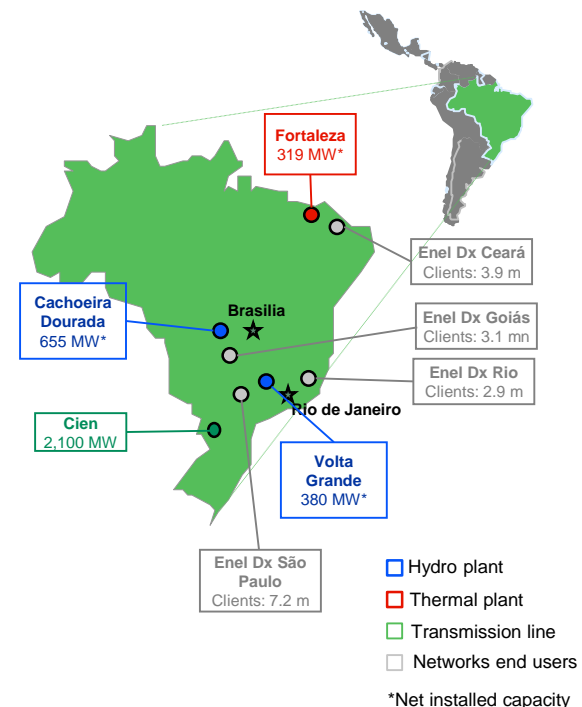 Fortaleza
319 MW*
Enel Dx Ceará
Clients: 3.9 m
Cachoeira
Dourada
655 MW*
Brasilia
Enel Dx Goiás
Clients: 3.1 mn
Enel Dx Rio
Clients: 2.9 m
Rio de Janeiro
Cien
2,100 MW
Volta
Grande
380 MW*
Enel Dx São
Paulo
Clients: 7.2 m
Hydro plant
Thermal plant
Transmission line
Networks end users
*Net installed capacity